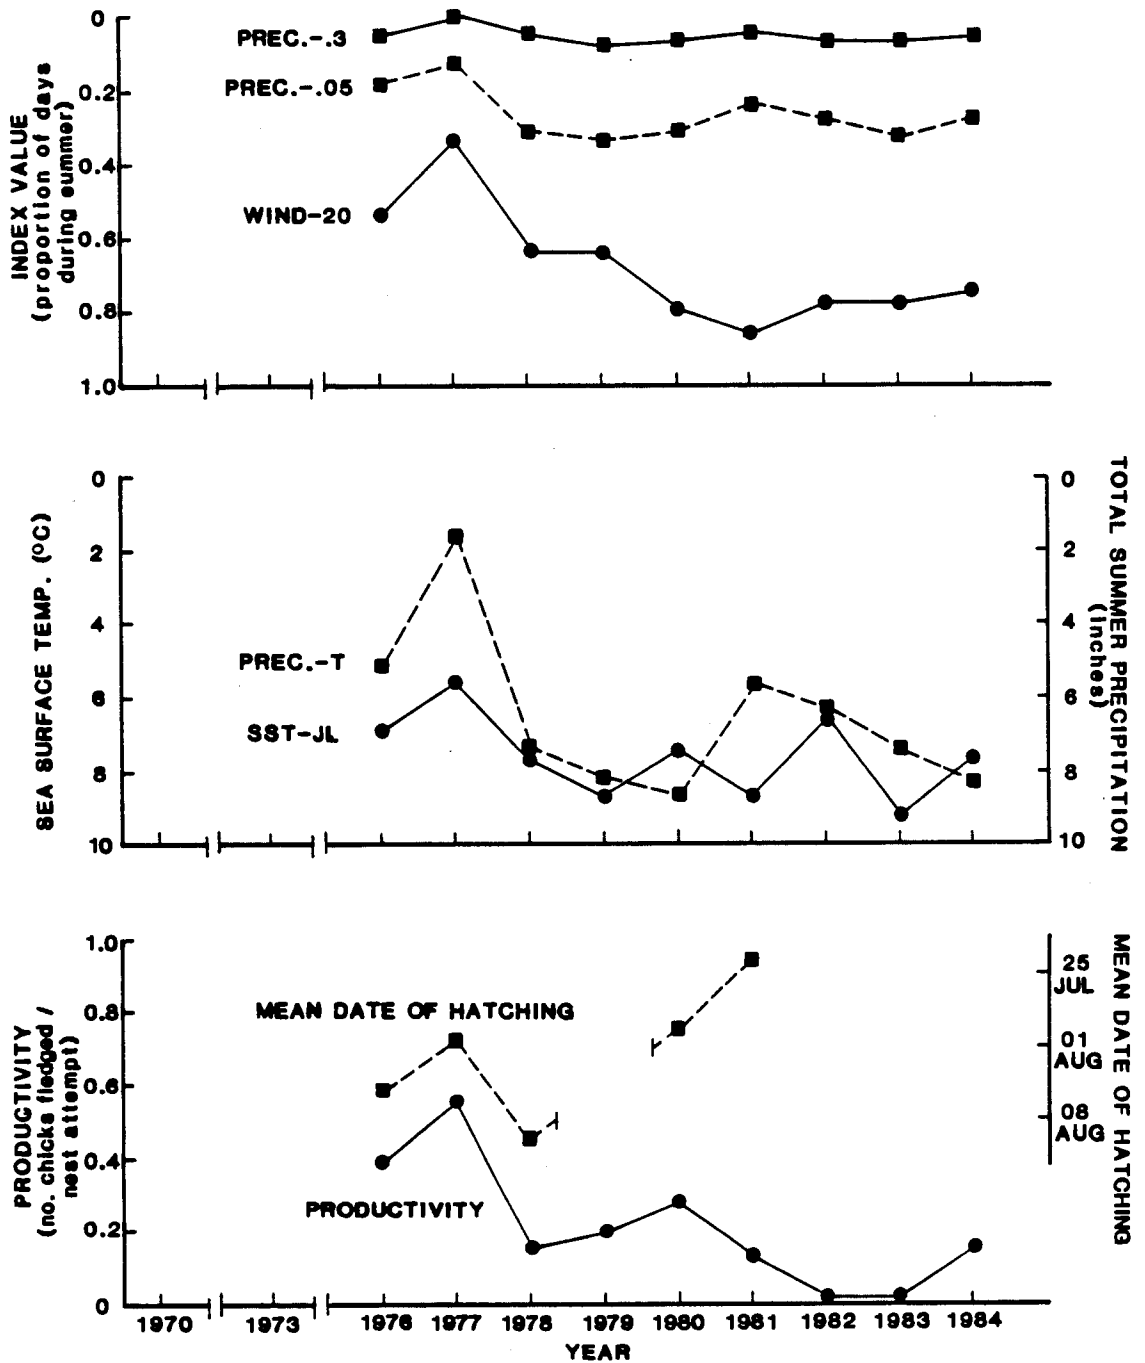 INDEX VALUE
(proportion of days
during summer)
0
0.2
0.4
0.6
0.8
1.0
PREC.-.3
PREC.-.05
WIND-20
SEA SURFACE TEMP. (ºC)
0
2
4
6
8
10
PREC.-T
SST-JL
0
2
4
6
8
10
TOTAL SUMMER PRECIPITATION
(inches)
PRODUCTIVITY
(no. chicks fledged /
nest attempt)
1.0
0.8
0.6
0.4
0.2
0
MEAN DATE OF HATCHING
PRODUCTIVITY
25
JUL
01
AUG
08
AUG
MEAN DATE OF HATCHING
1970 1973 1976 1977 1978 1979 1980 1981 1982 1983 1984
YEAR